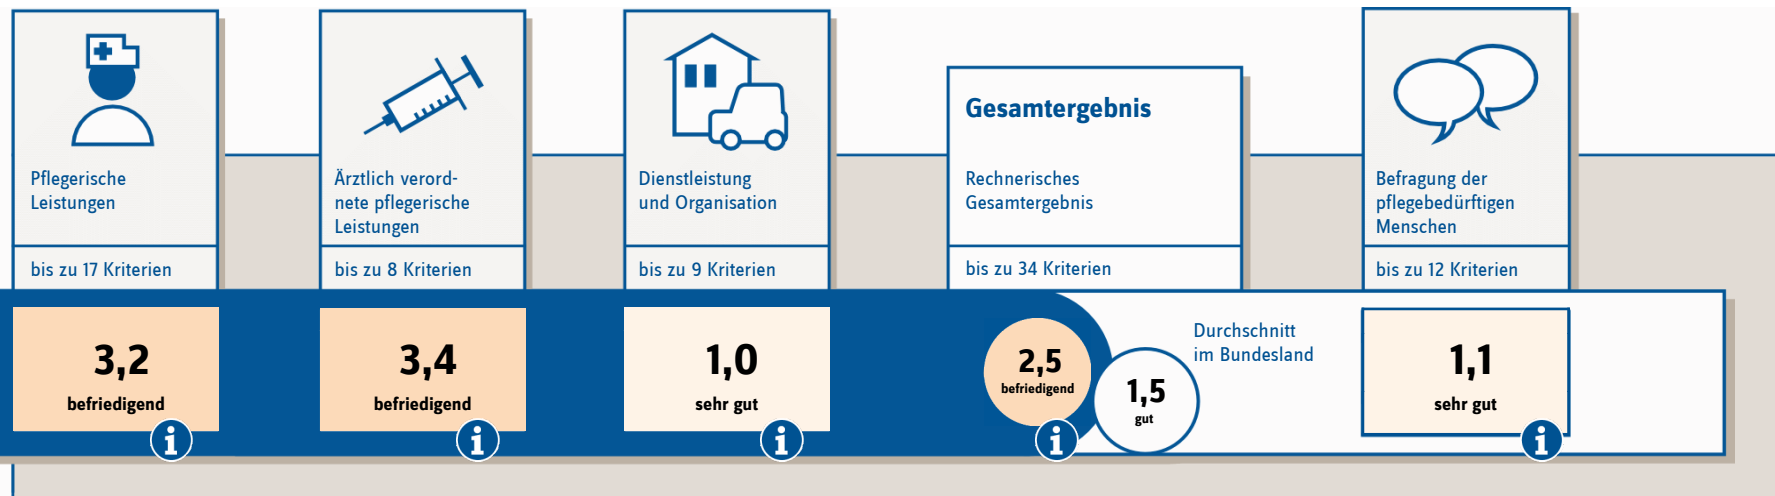 Pflegerische
Leistungen
bis zu 17 Kriterien
3,2
befriedigend
i
Ärztlich verord-
nete pflegerische
Leistungen
bis zu 8 Kriterien
3,4
befriedigend
i
Dienstleistung
und Organisation
bis zu 9 Kriterien
1,0
sehr gut
i
Gesamtergebnis
Rechnerisches
Gesamtergebnis
bis zu 34 Kriterien
2,5
befriedigend
i
Durchschnitt
im Bundesland
1,5
gut
Befragung der
pflegebedürftigen
Menschen
bis zu 12 Kriterien
1,1
sehr gut
i